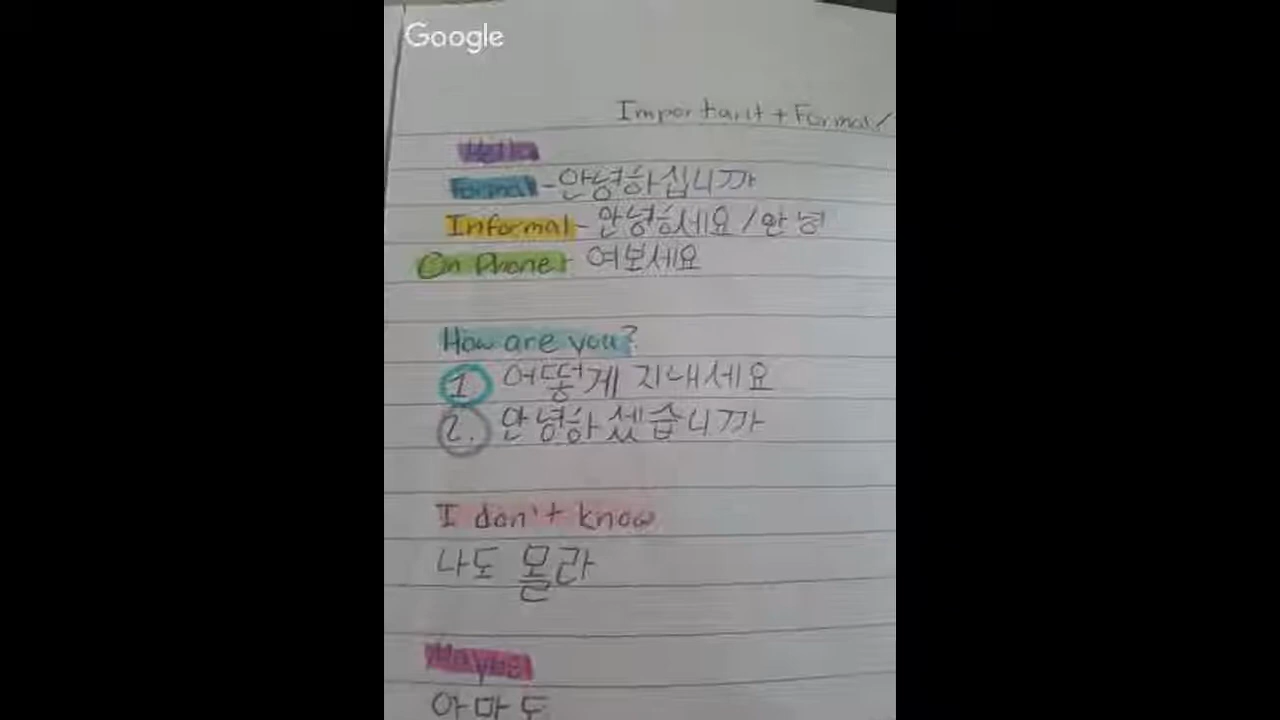 Google
Important + Formal/
Hello
Formal - 안녕하십니까
Informal - 안녕하세요 / 안녕
On Phone - 여보세요
How are you?
1 어떻게 지내세요
2. 안녕하셨습니까
I don't know
나도 몰라
Maybe
아마도